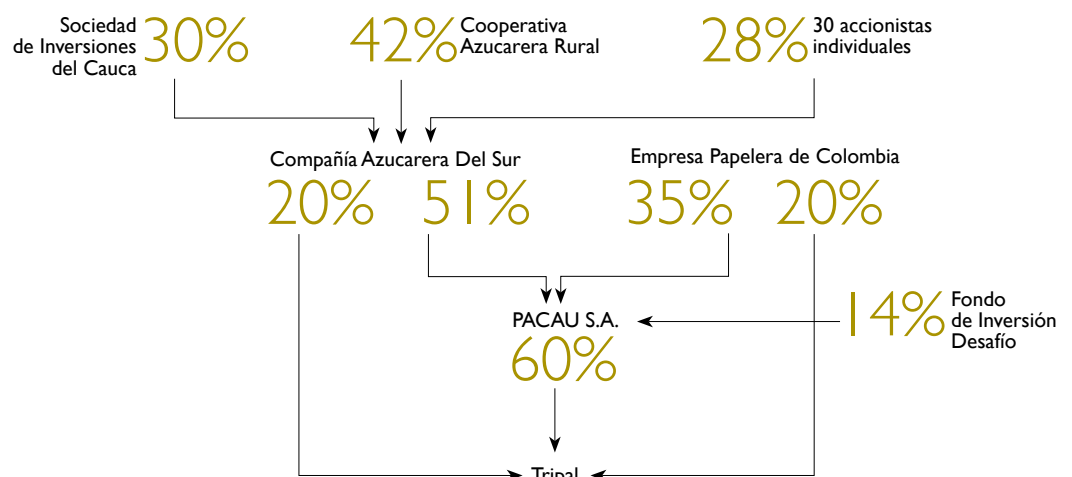 Sociedad
de Inversiones
del Cauca
30%
42%
Cooperativa
Azucarera Rural
28%
30 accionistas
individuales
Compañía Azucarera Del Sur
Empresa Papelera de Colombia
20%
51%
35%
20%
14%
Fondo
de Inversión
Desafío
PACAU S.A.
60%
Tripal